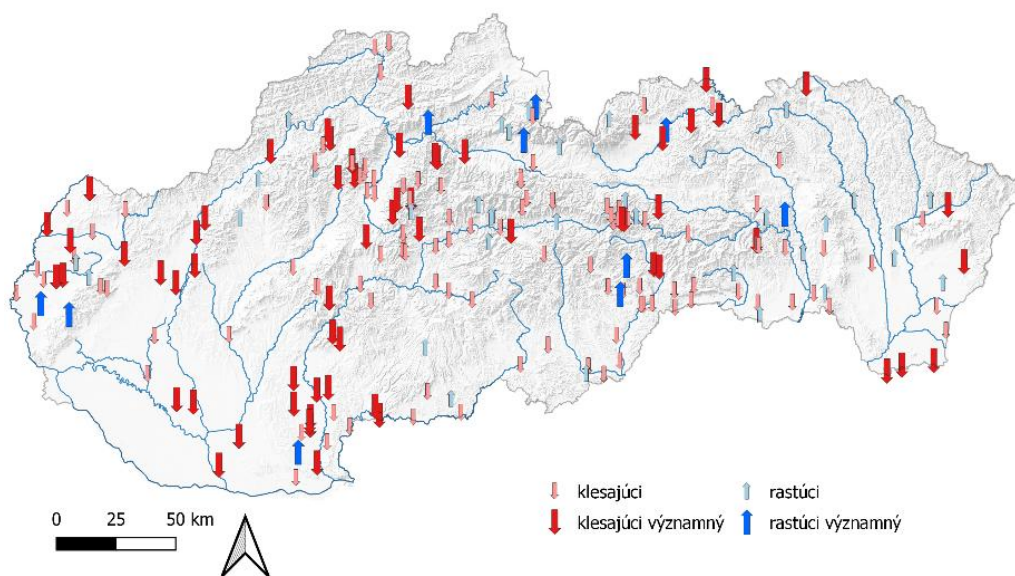 klesajúci
rastúci
klesajúci významný
rastúci významný
0 25 50 km